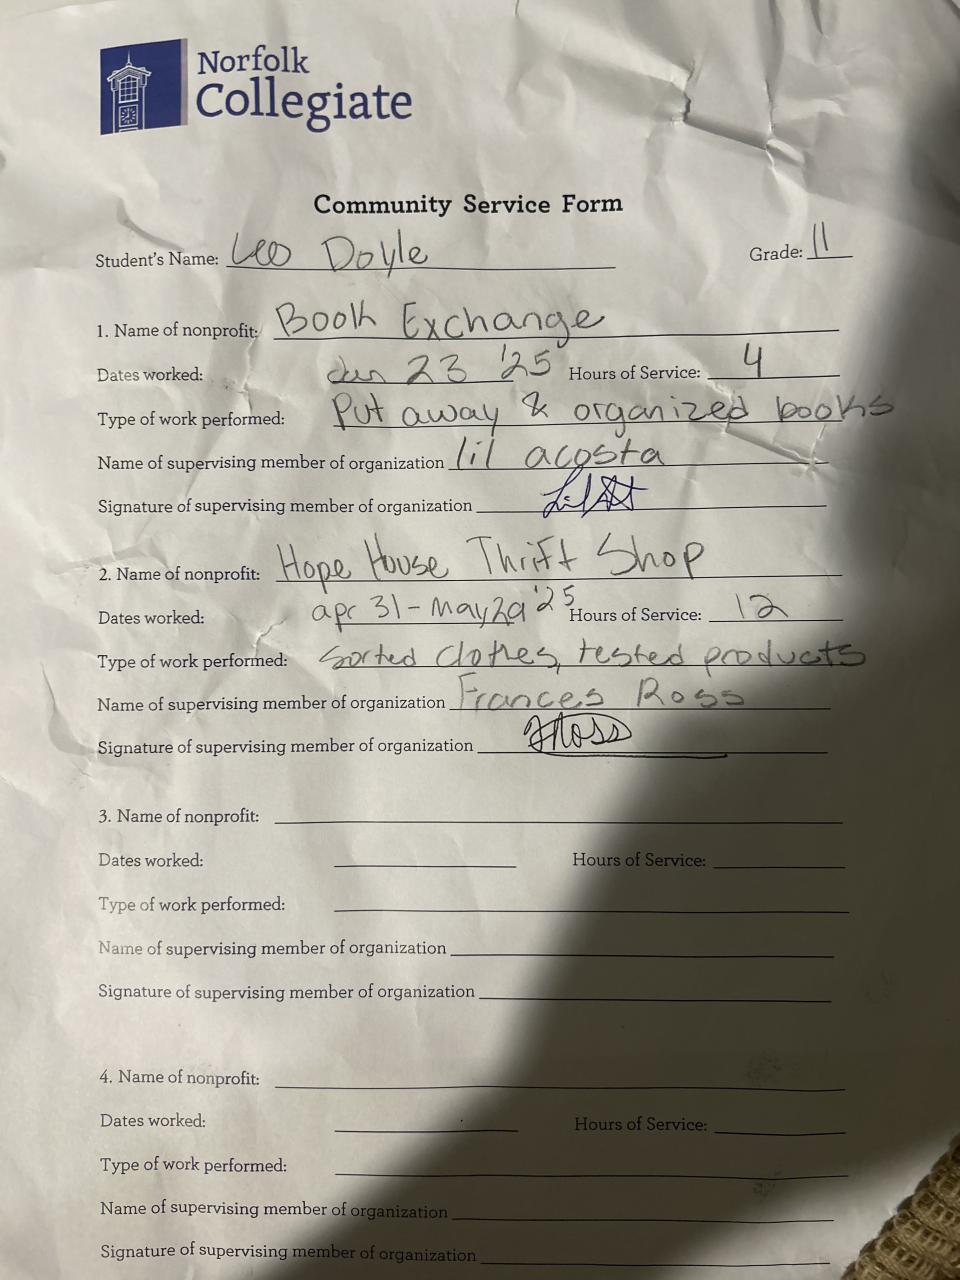 Norfolk
Collegiate
Community Service Form
Student's Name: Leo Doyle Grade: 11
1. Name of nonprofit: Book Exchange
Dates worked: 23 '25 Hours of Service: 4
Type of work performed: Put away & organized books
Name of supervising member of organization lil acosta
Signature of supervising member of organization
2. Name of nonprofit: Hope House Thrift Shop
Dates worked: apr 31 - May 29 '25 Hours of Service: 12
Type of work performed: Sorted clothes, tested products
Name of supervising member of organization Frances Ross
Signature of supervising member of organization FRoss
3. Name of nonprofit:
Dates worked: Hours of Service:
Type of work performed:
Name of supervising member of organization
Signature of supervising member of organization
4. Name of nonprofit:
Dates worked: Hours of Service:
Type of work performed:
Name of supervising member of organization
Signature of supervising member of organization